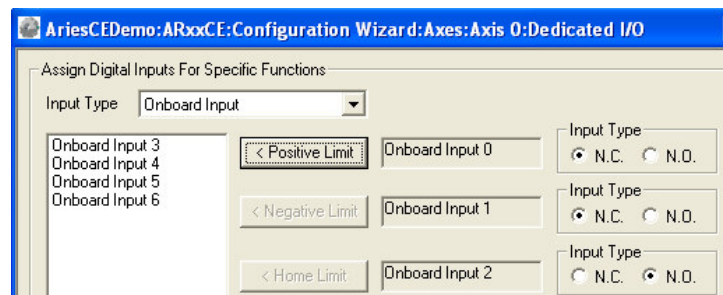 AriesCEDemo:ARxxCE:Configuration Wizard:Axes:Axis 0:Dedicated I/O
Assign Digital Inputs For Specific Functions
Input Type Onboard Input
Onboard Input 3
Onboard Input 4
Onboard Input 5
Onboard Input 6
< Positive Limit Onboard Input 0
Input Type
N.C. N.O.
< Negative Limit Onboard Input 1
Input Type
N.C. N.O.
< Home Limit Onboard Input 2
Input Type
N.C. N.O.